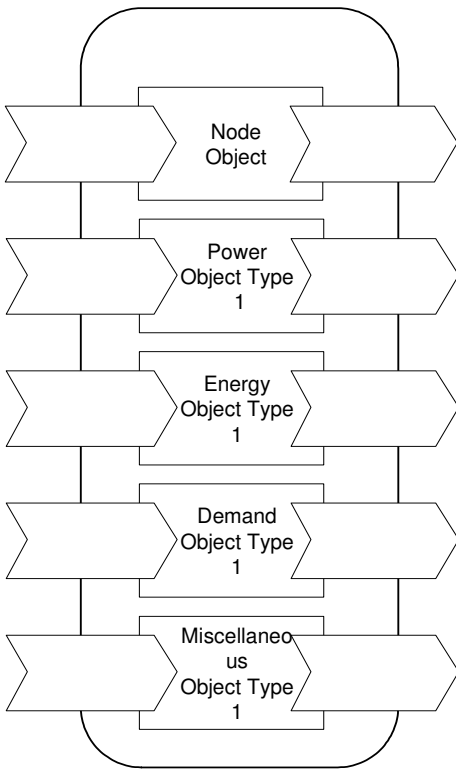 Node
Object
Power
Object Type
1
Energy
Object Type
1
Demand
Object Type
1
Miscellaneo
us
Object Type
1